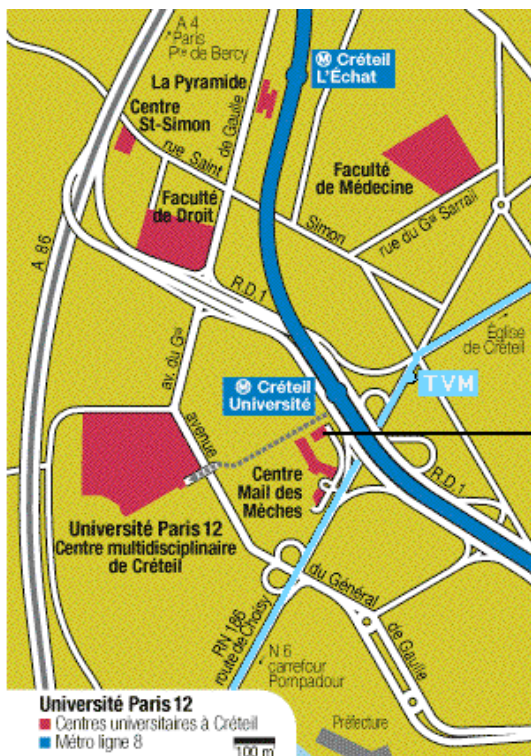 A 4
Paris
Pte de Bercy
M Créteil
L'Échat
La Pyramide
Centre
St-Simon
de Gaulle
rue Saint
Faculté
de Médecine
Faculté
de Droit
Simon
rue du Gal Sarrail
A 86
R.D.1
Église
de Créteil
av. du Gal
TVM
M Créteil
Université
avenue
Centre
Mail des
Mèches
R.D.1
Université Paris 12
Centre multidisciplinaire
de Créteil
du Général
de Gaulle
RN 186
route de Choisy
N 6
carrefour
Pompadour
Université Paris 12
Centres universitaires à Créteil
Métro ligne 8
100 m
Préfecture